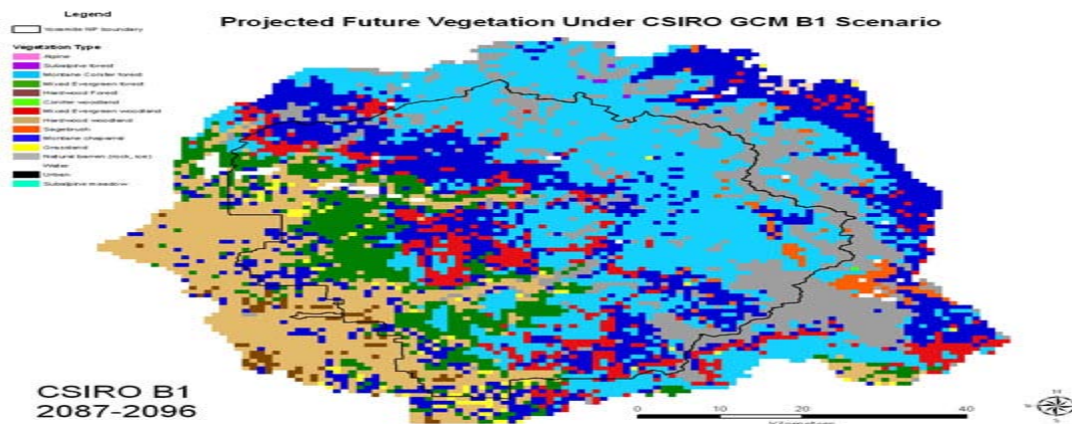 Legend
Projected Future Vegetation Under CSIRO GCM B1 Scenario
Yosemite NP boundary
Vegetation Type
Alpine
Subalpine forest
Montane Conifer forest
Mixed Evergreen forest
Hardwood Forest
Conifer woodland
Mixed Evergreen woodland
Hardwood woodland
Sagebrush
Montane chaparral
Grassland
Natural barren (rock, ice)
Water
Urban
Subalpine meadow
CSIRO B1
2087-2096
0 10 20 40
Kilometers
N
S